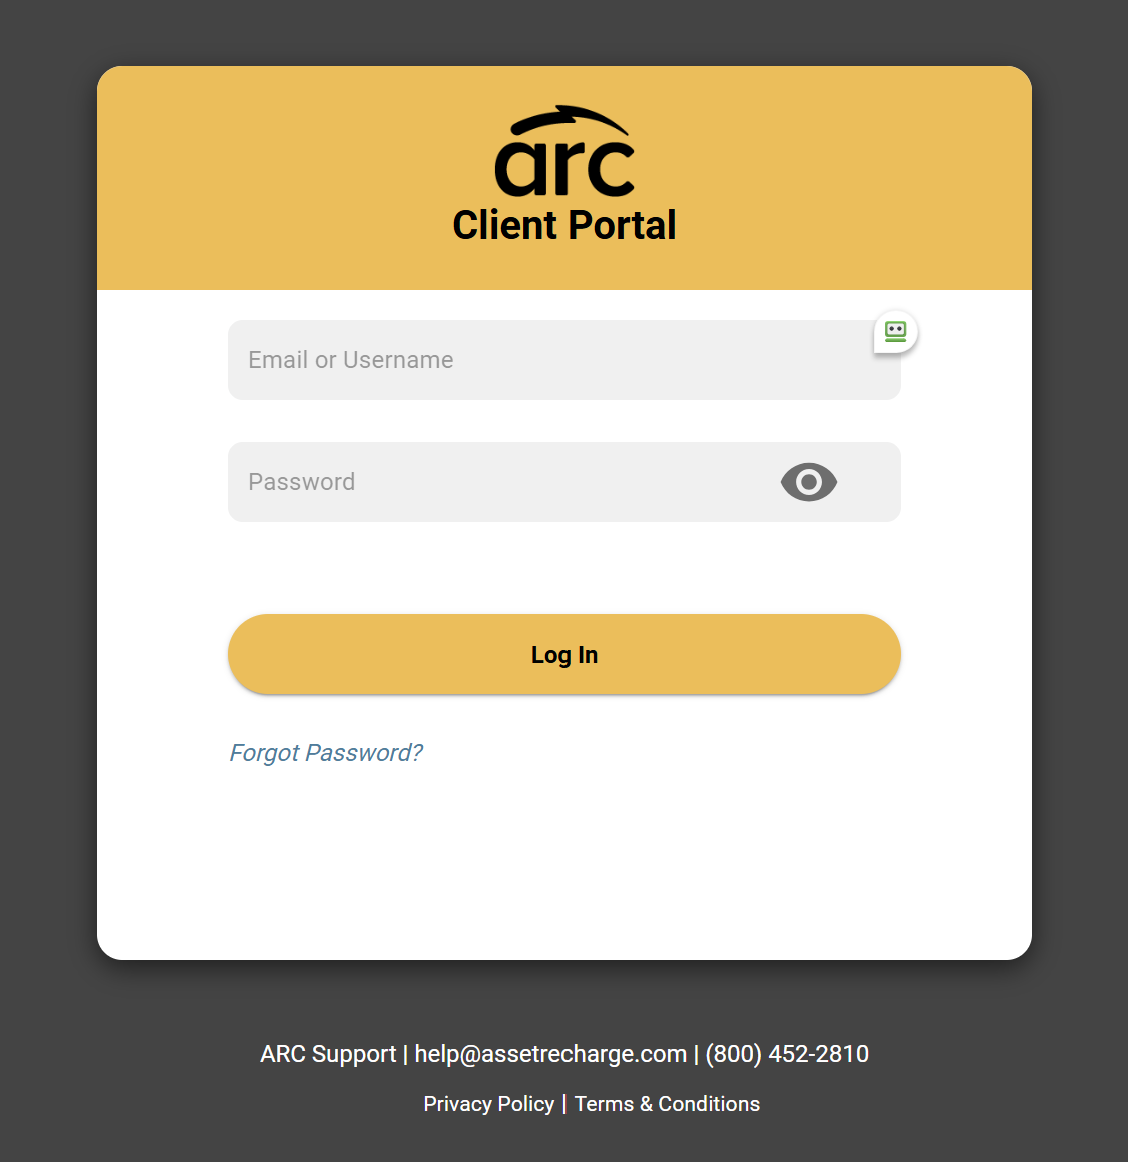 arc
Client Portal
Email or Username
Password
Log In
Forgot Password?
ARC Support | help@assetrecharge.com | (800) 452-2810
Privacy Policy | Terms & Conditions